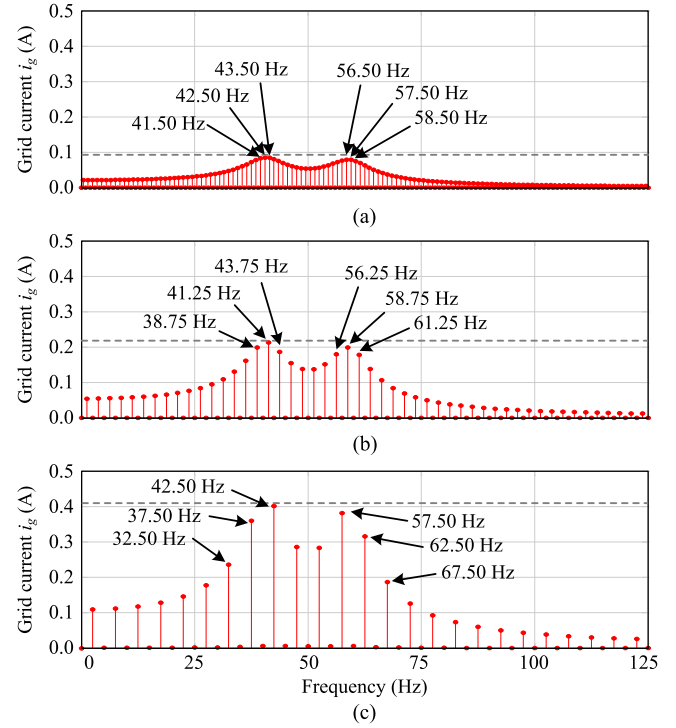 0.5
0.4
0.3
0.2
0.1
0.0
Grid current i_g (A)
43.50 Hz
56.50 Hz
42.50 Hz
57.50 Hz
41.50 Hz
58.50 Hz
(a)
0.5
0.4
0.3
0.2
0.1
0.0
Grid current i_g (A)
43.75 Hz
56.25 Hz
41.25 Hz
58.75 Hz
38.75 Hz
61.25 Hz
(b)
0.5
0.4
0.3
0.2
0.1
0.0
Grid current i_g (A)
42.50 Hz
37.50 Hz
57.50 Hz
32.50 Hz
62.50 Hz
67.50 Hz
0 25 50 75 100 125
Frequency (Hz)
(c)